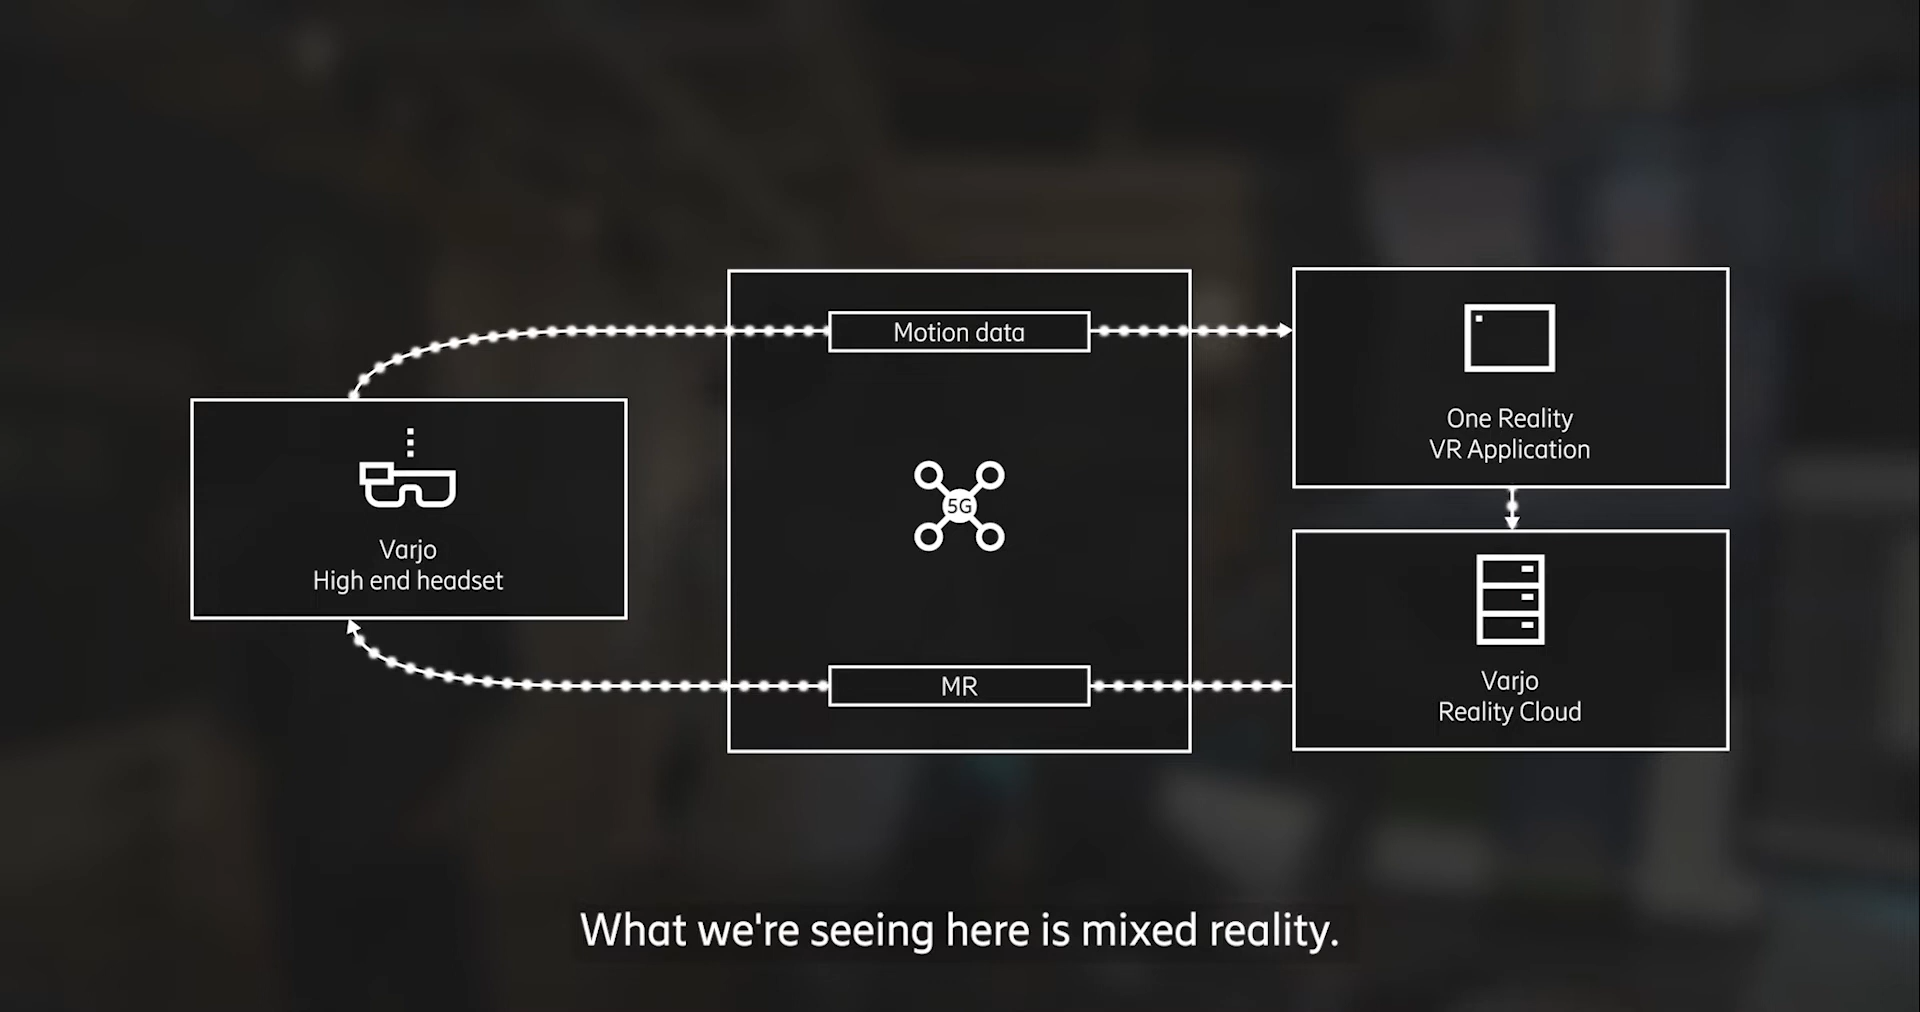 Motion data
One Reality
VR Application
5G
Varjo
High end headset
MR
Varjo
Reality Cloud
What we're seeing here is mixed reality.